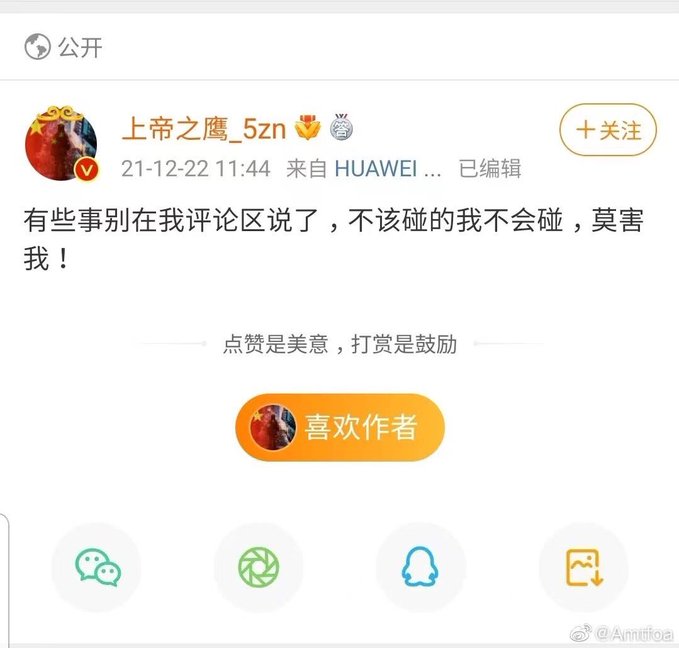 公开
上帝之鹰_5zn
答
+关注
21-12-22 11:44 来自 HUAWEI ... 已编辑
有些事别在我评论区说了，不该碰的我不会碰，莫害
我！
点赞是美意，打赏是鼓励
喜欢作者
@Amtfoa